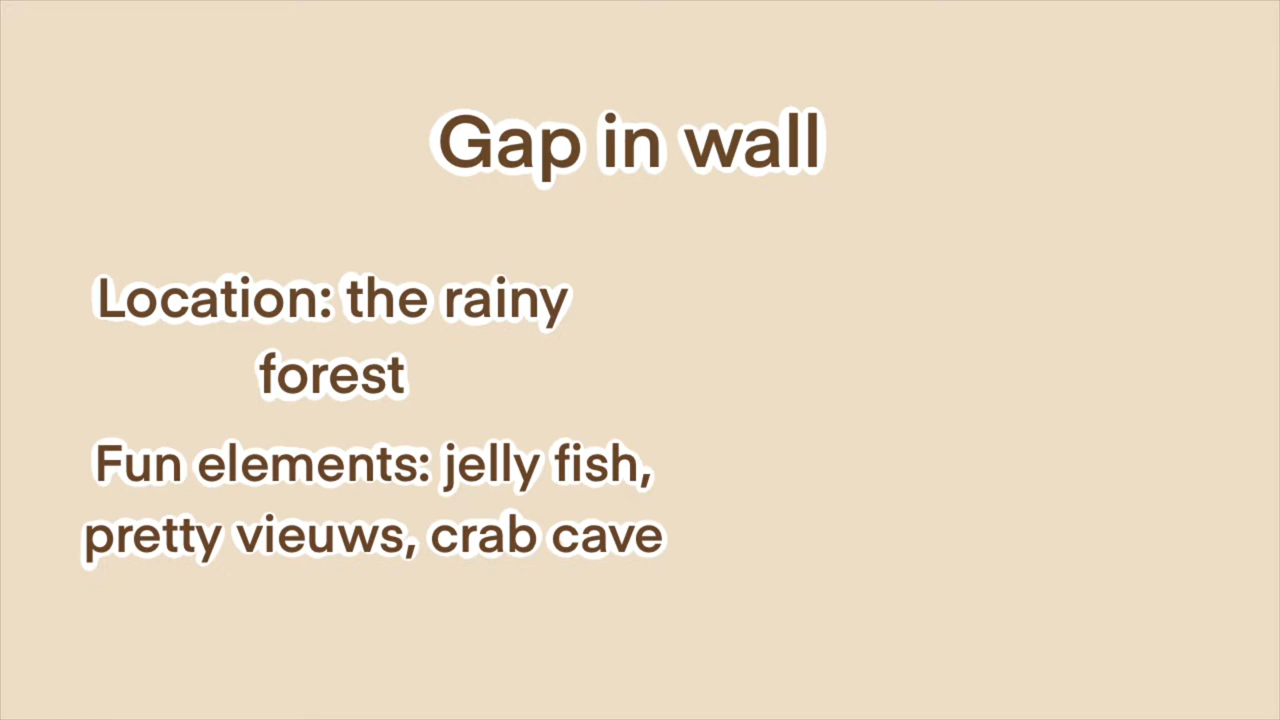 Gap in wall
Location: the rainy
forest
Fun elements: jelly fish,
pretty vieuws, crab cave